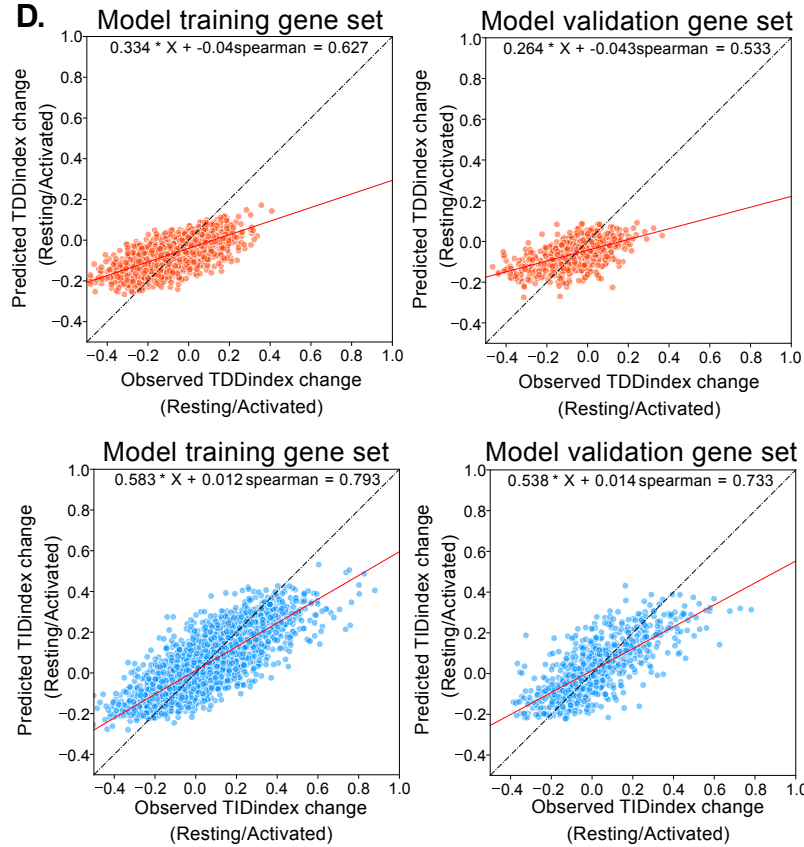 D.
Model training gene set
0.334 * X + -0.04spearman = 0.627
1.0
0.8
0.6
0.4
0.2
0.0
−0.2
−0.4
Predicted TDDindex change
(Resting/Activated)
−0.4 −0.2 0.0 0.2 0.4 0.6 0.8 1.0
Observed TDDindex change
(Resting/Activated)
Model validation gene set
0.264 * X + -0.043spearman = 0.533
1.0
0.8
0.6
0.4
0.2
0.0
−0.2
−0.4
Predicted TDDindex change
(Resting/Activated)
−0.4 −0.2 0.0 0.2 0.4 0.6 0.8 1.0
Observed TDDindex change
(Resting/Activated)
Model training gene set
0.583 * X + 0.012 spearman = 0.793
1.0
0.8
0.6
0.4
0.2
0.0
−0.2
−0.4
Predicted TIDindex change
(Resting/Activated)
−0.4 −0.2 0.0 0.2 0.4 0.6 0.8 1.0
Observed TIDindex change
(Resting/Activated)
Model validation gene set
0.538 * X + 0.014 spearman = 0.733
1.0
0.8
0.6
0.4
0.2
0.0
−0.2
−0.4
Predicted TIDindex change
(Resting/Activated)
−0.4 −0.2 0.0 0.2 0.4 0.6 0.8 1.0
Observed TIDindex change
(Resting/Activated)